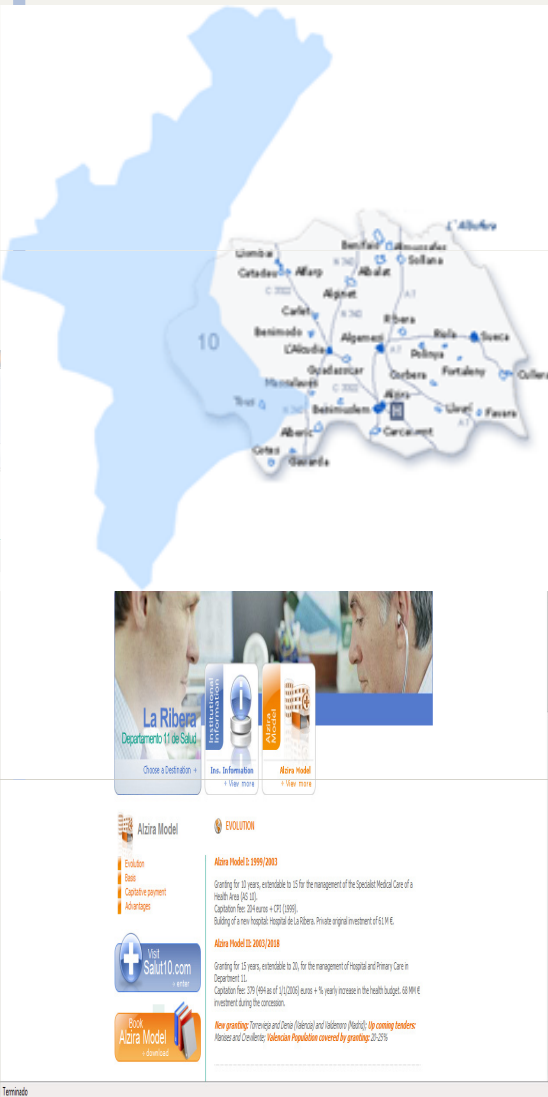 L'Albufera
Benifaió Almussafes
Llombai
Sollana
Catadau Alfarp
Albalat
Alginet
Carlet
Ribera
Benimodo
Algemesí
Riola
Sueca
L'Alcudia
Polinya
10
Guadassuar
Corbera Fortaleny
Cullera
Massalavés
Alzira
Tous
Benimuslem
H
Llaurí Favara
Alberic
Carcaixent
Cotes
Gavarda
La Ribera
Departamento 11 de Salud
Choose a Destination
Institutional
Information
i
Ins. Information
+ View more
Alzira
Model
Alzira Model
+ View more
Alzira Model
Evolution
Basis
Capitative payment
Advantages
Visit
Salut10.com
» enter
Book
Alzira Model
» download
EVOLUTION
Alzira Model I: 1999/2003
Granting for 10 years, extendable to 15 for the management of the Specialist Medical Care of a
Health Area (AS 10).
Capitation fee: 204 euros + CPI (1999).
Building of a new hospital: Hospital de La Ribera. Private original investment of 61 M €.
Alzira Model II: 2003/2018
Granting for 15 years, extendable to 20, for the management of Hospital and Primary Care in
Department 11.
Capitation fee: 379 (494 as of 1/1/2006) euros + % yearly increase in the health budget. 68 MM €
investment during the concession.
New granting: Torrevieja and Denia (Valencia) and Valdemoro (Madrid); Up coming tenders:
Manises and Crevillente; Valencian Population covered by granting: 20-25%
Terminado